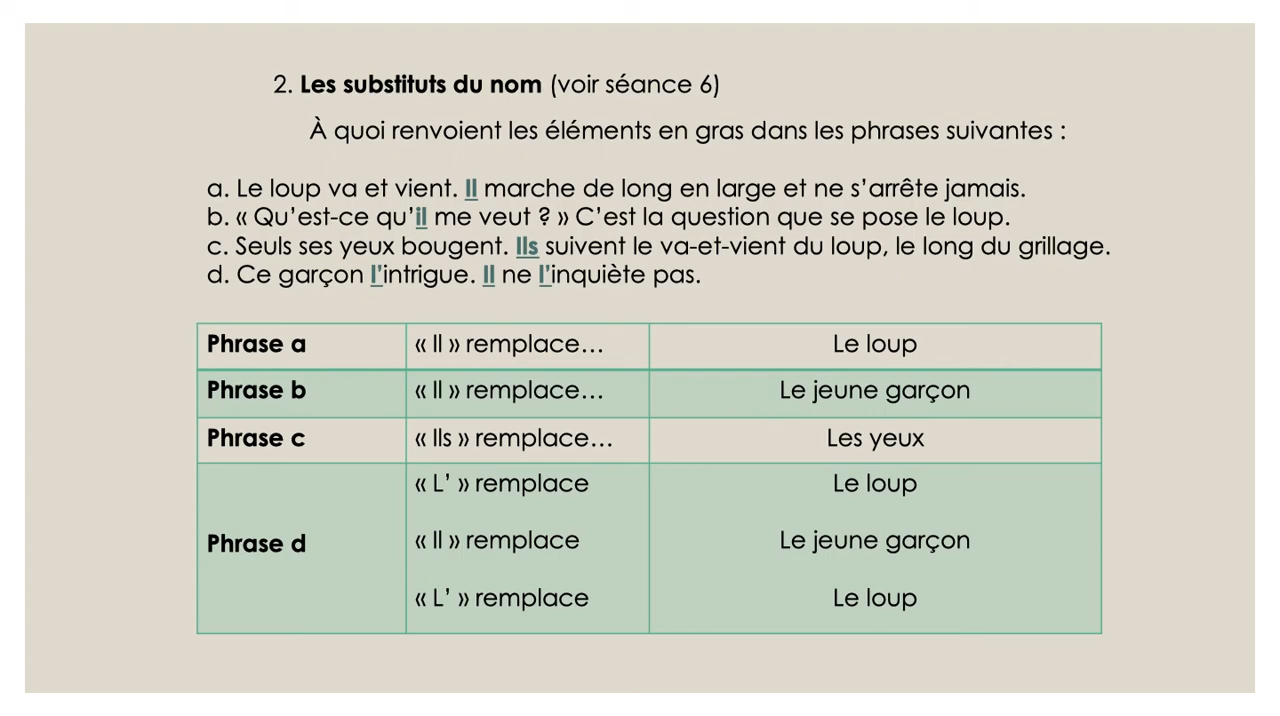 2. Les substituts du nom (voir séance 6)
À quoi renvoient les éléments en gras dans les phrases suivantes :
a. Le loup va et vient. Il marche de long en large et ne s’arrête jamais.
b. « Qu’est-ce qu’il me veut ? » C’est la question que se pose le loup.
c. Seuls ses yeux bougent. Ils suivent le va-et-vient du loup, le long du grillage.
d. Ce garçon l’intrigue. Il ne l’inquiète pas.
Phrase a « Il » remplace… Le loup
Phrase b « Il » remplace… Le jeune garçon
Phrase c « Ils » remplace… Les yeux
« L’ » remplace Le loup
Phrase d « Il » remplace Le jeune garçon
« L’ » remplace Le loup